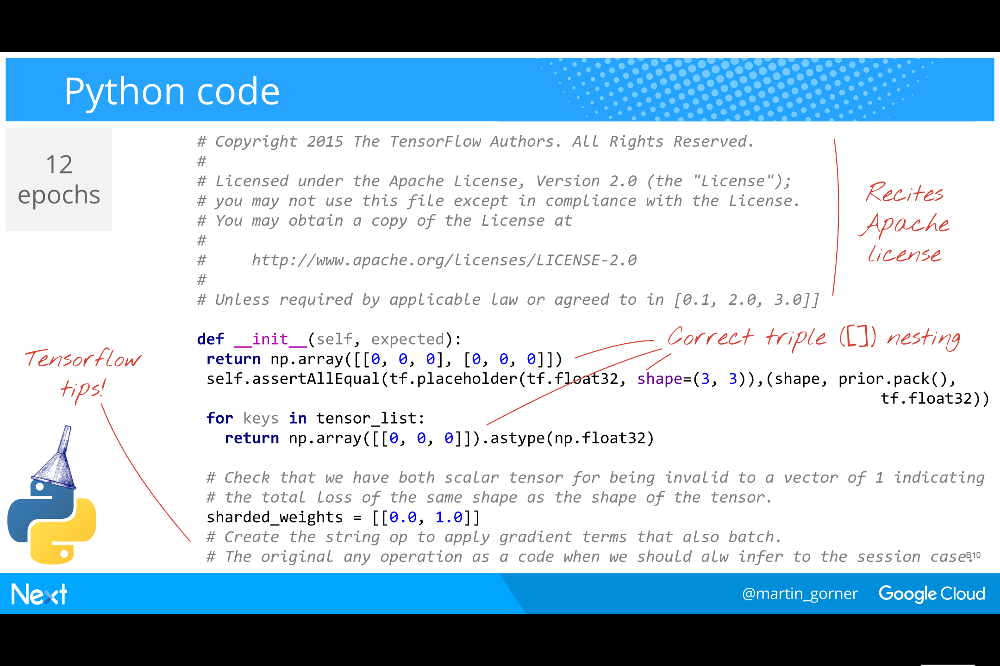 Python code
12
epochs
# Copyright 2015 The TensorFlow Authors. All Rights Reserved.
#
# Licensed under the Apache License, Version 2.0 (the "License");
# you may not use this file except in compliance with the License.
# You may obtain a copy of the License at
#
#     http://www.apache.org/licenses/LICENSE-2.0
#
# Unless required by applicable law or agreed to in [0.1, 2.0, 3.0]]
Recites
Apache
license
def __init__(self, expected):
 return np.array([[0, 0, 0], [0, 0, 0]])
 self.assertAllEqual(tf.placeholder(tf.float32, shape=(3, 3)),(shape, prior.pack(),
tf.float32))
 for keys in tensor_list:
   return np.array([[0, 0, 0]]).astype(np.float32)
 # Check that we have both scalar tensor for being invalid to a vector of 1 indicating
 # the total loss of the same shape as the shape of the tensor.
 sharded_weights = [[0.0, 1.0]]
 # Create the string op to apply gradient terms that also batch.
 # The original any operation as a code when we should alw infer to the session case.
Correct triple ([]) nesting
Tensorflow
tips!
B10
Next
@martin_gorner
Google Cloud